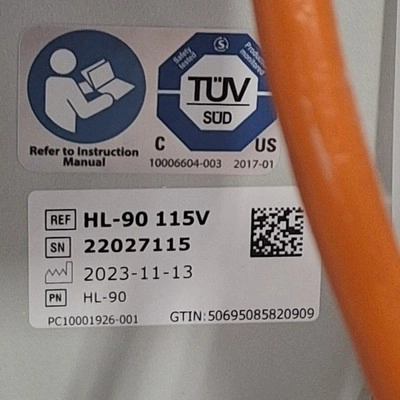 Safety tested
S
Production monitored
TÜV
SÜD
C US
Refer to Instruction
Manual
10006604-003 2017-01
REF HL-90 115V
SN 22027115
2023-11-13
PN HL-90
PC10001926-001 GTIN: 50695085820909